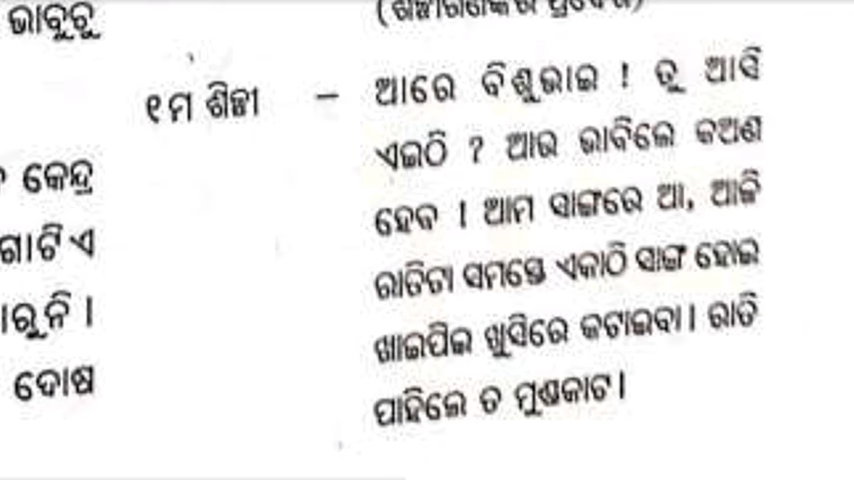 ଭାବୁଚୁ
କେନ୍ଦ୍ର
ଗୋଟିଏ
ାରୁନି ।
ଦୋଷ
୧ମ ଶିଳ୍ପୀ – ଆରେ ବିଶୁଭାଇ ! ତୁ ଆସି
ଏଇଠି ? ଆଉ ଭାବିଲେ କଅଣ
ହେବ । ଆମ ସାଙ୍ଗରେ ଆ, ଆଜି
ରାତିଟା ସମସ୍ତେ ଏକାଠି ସାଙ୍ଗ ହୋଇ
ଖାଇପିଇ ଖୁସିରେ କଟାଇବା । ରାତି
ପାହିଲେ ତ ମୁଣ୍ଡକାଟ ।